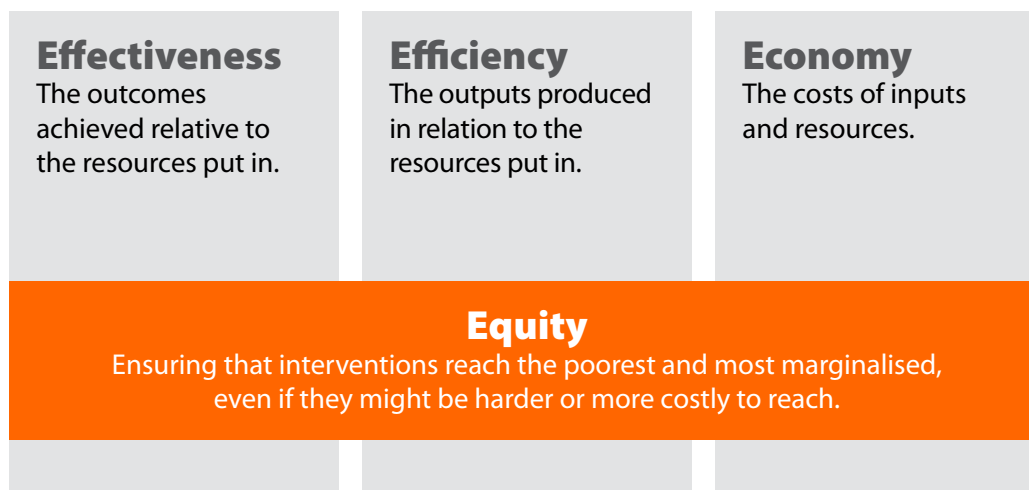 Effectiveness
The outcomes
achieved relative to
the resources put in.
Efficiency
The outputs produced
in relation to the
resources put in.
Economy
The costs of inputs
and resources.
Equity
Ensuring that interventions reach the poorest and most marginalised,
even if they might be harder or more costly to reach.